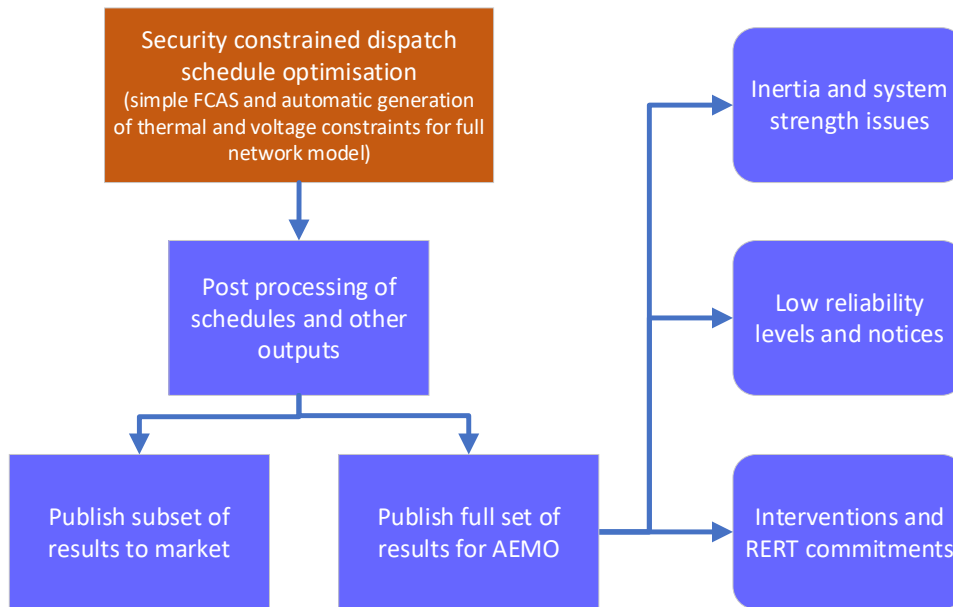 Security constrained dispatch
schedule optimisation
(simple FCAS and automatic generation
of thermal and voltage constraints for full
network model)
Inertia and system
strength issues
Post processing of
schedules and other
outputs
Low reliability
levels and notices
Publish subset of
results to market
Publish full set of
results for AEMO
Interventions and
RERT commitments